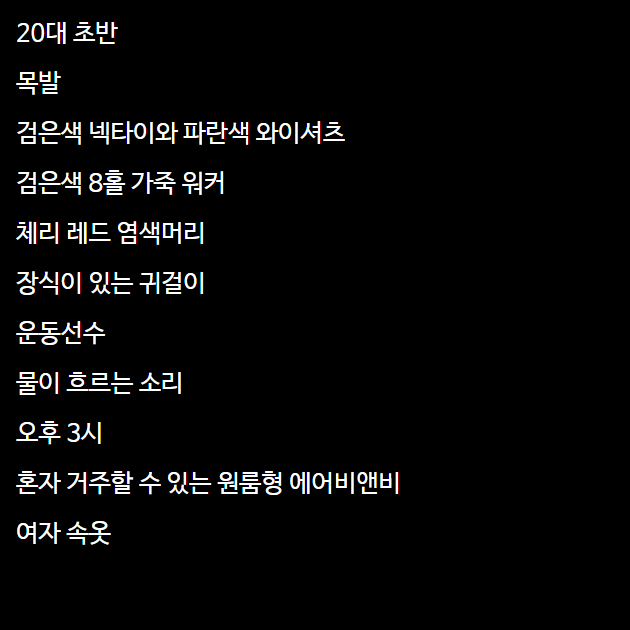 20대 초반
목발
검은색 넥타이와 파란색 와이셔츠
검은색 8홀 가죽 워커
체리 레드 염색머리
장식이 있는 귀걸이
운동선수
물이 흐르는 소리
오후 3시
혼자 거주할 수 있는 원룸형 에어비앤비
여자 속옷